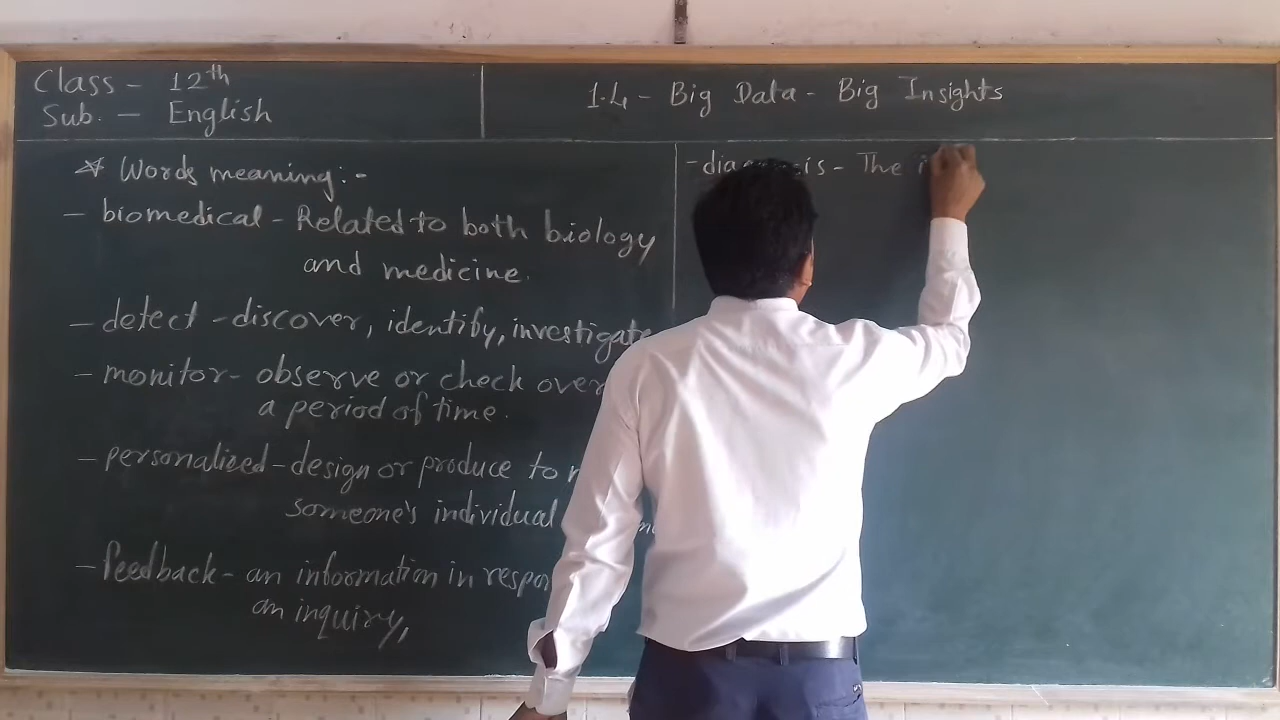 Class - 12th
Sub. - English
1.4 - Big Data - Big Insights
* Words meaning:-
- biomedical - Related to both biology
and medicine.
- detect - discover, identify, investigate
- monitor - observe or check over
a period of time.
- personalised - design or produce to
someone's individual
- feedback - an information in
an inquiry,
- - The